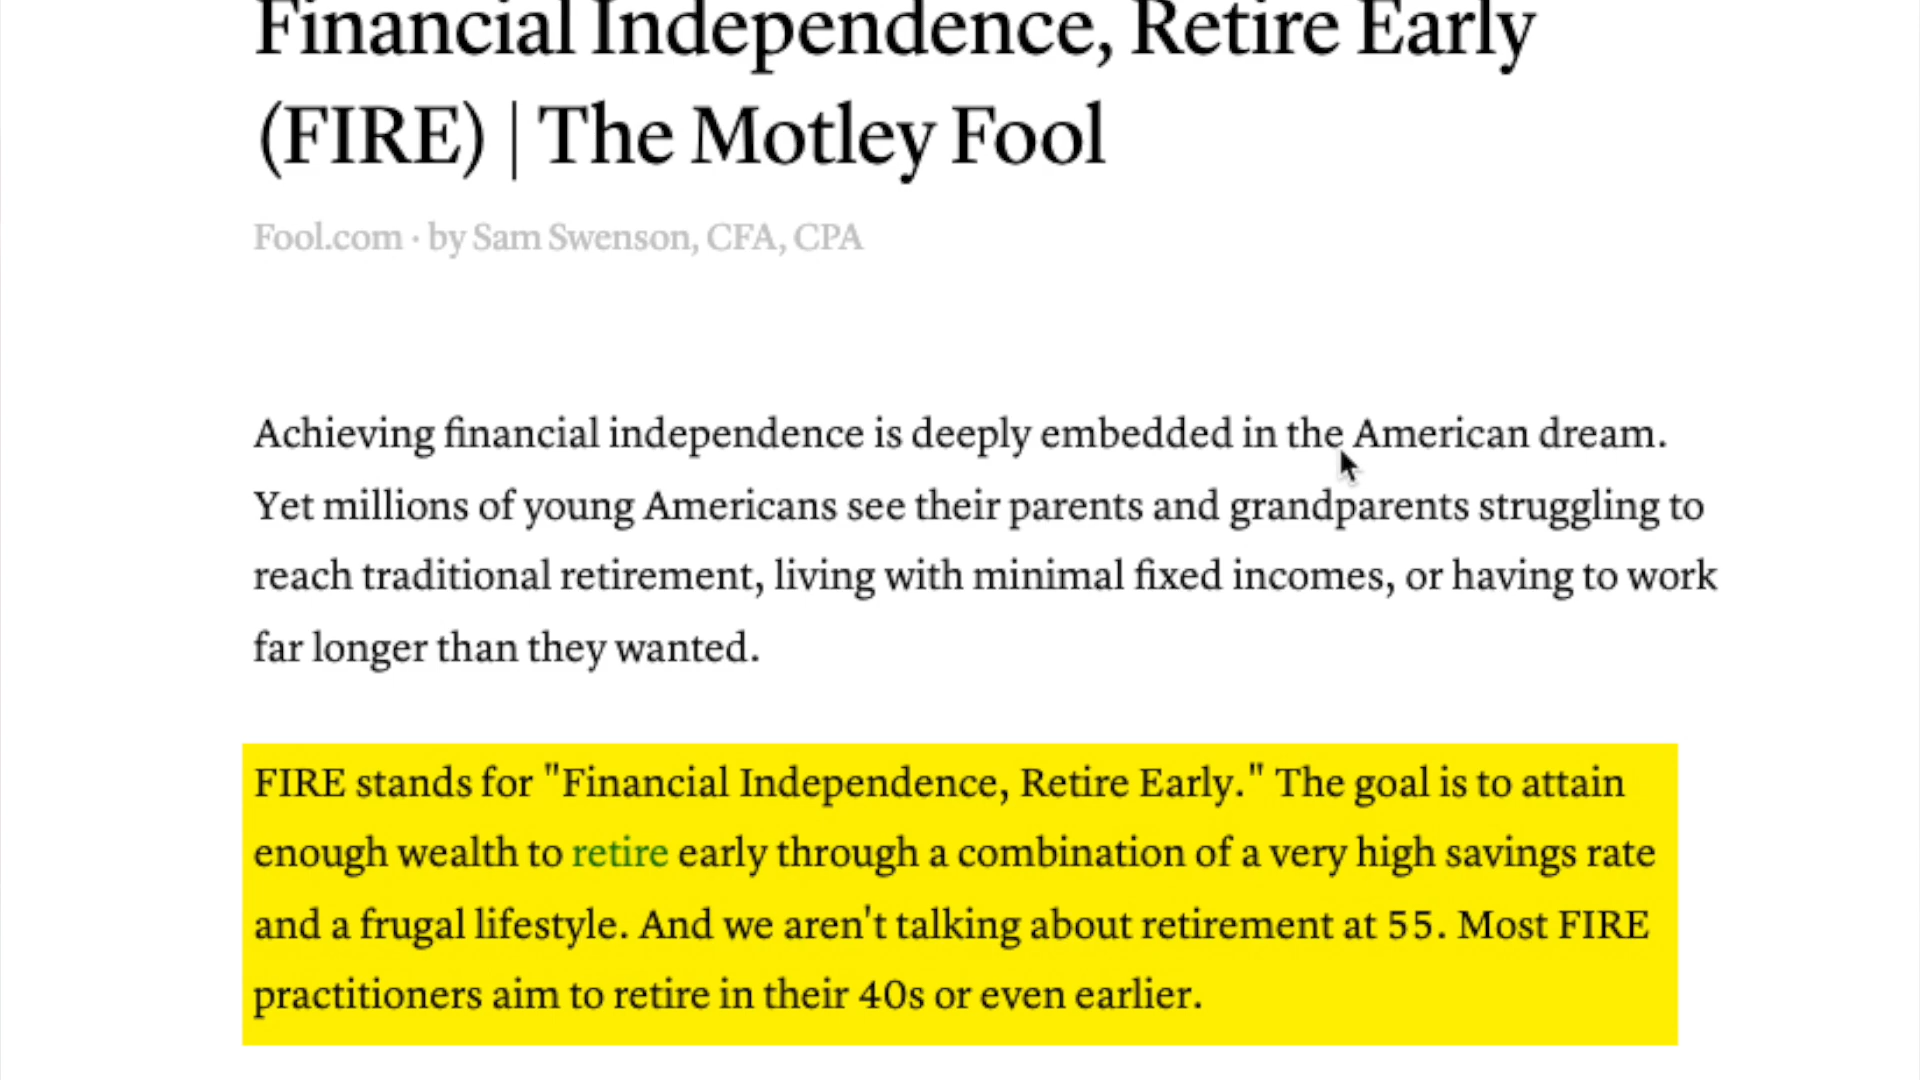 Financial Independence, Retire Early
(FIRE) | The Motley Fool
Fool.com · by Sam Swenson, CFA, CPA
Achieving financial independence is deeply embedded in the American dream.
Yet millions of young Americans see their parents and grandparents struggling to
reach traditional retirement, living with minimal fixed incomes, or having to work
far longer than they wanted.
FIRE stands for "Financial Independence, Retire Early." The goal is to attain
enough wealth to retire early through a combination of a very high savings rate
and a frugal lifestyle. And we aren't talking about retirement at 55. Most FIRE
practitioners aim to retire in their 40s or even earlier.